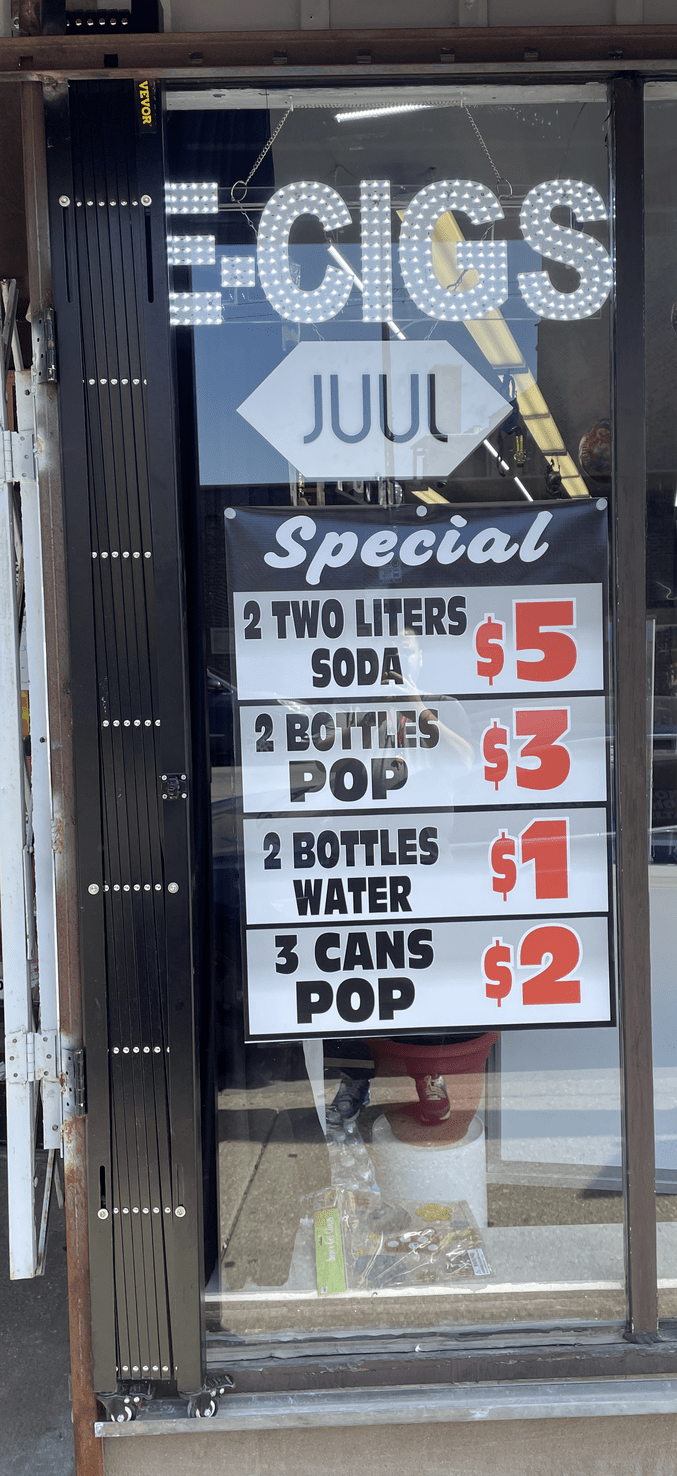 VEVOR
E-CIGS
JUUL
Special
2 TWO LITERS
SODA
$5
2 BOTTLES
POP
$3
2 BOTTLES
WATER
$1
3 CANS
POP
$2